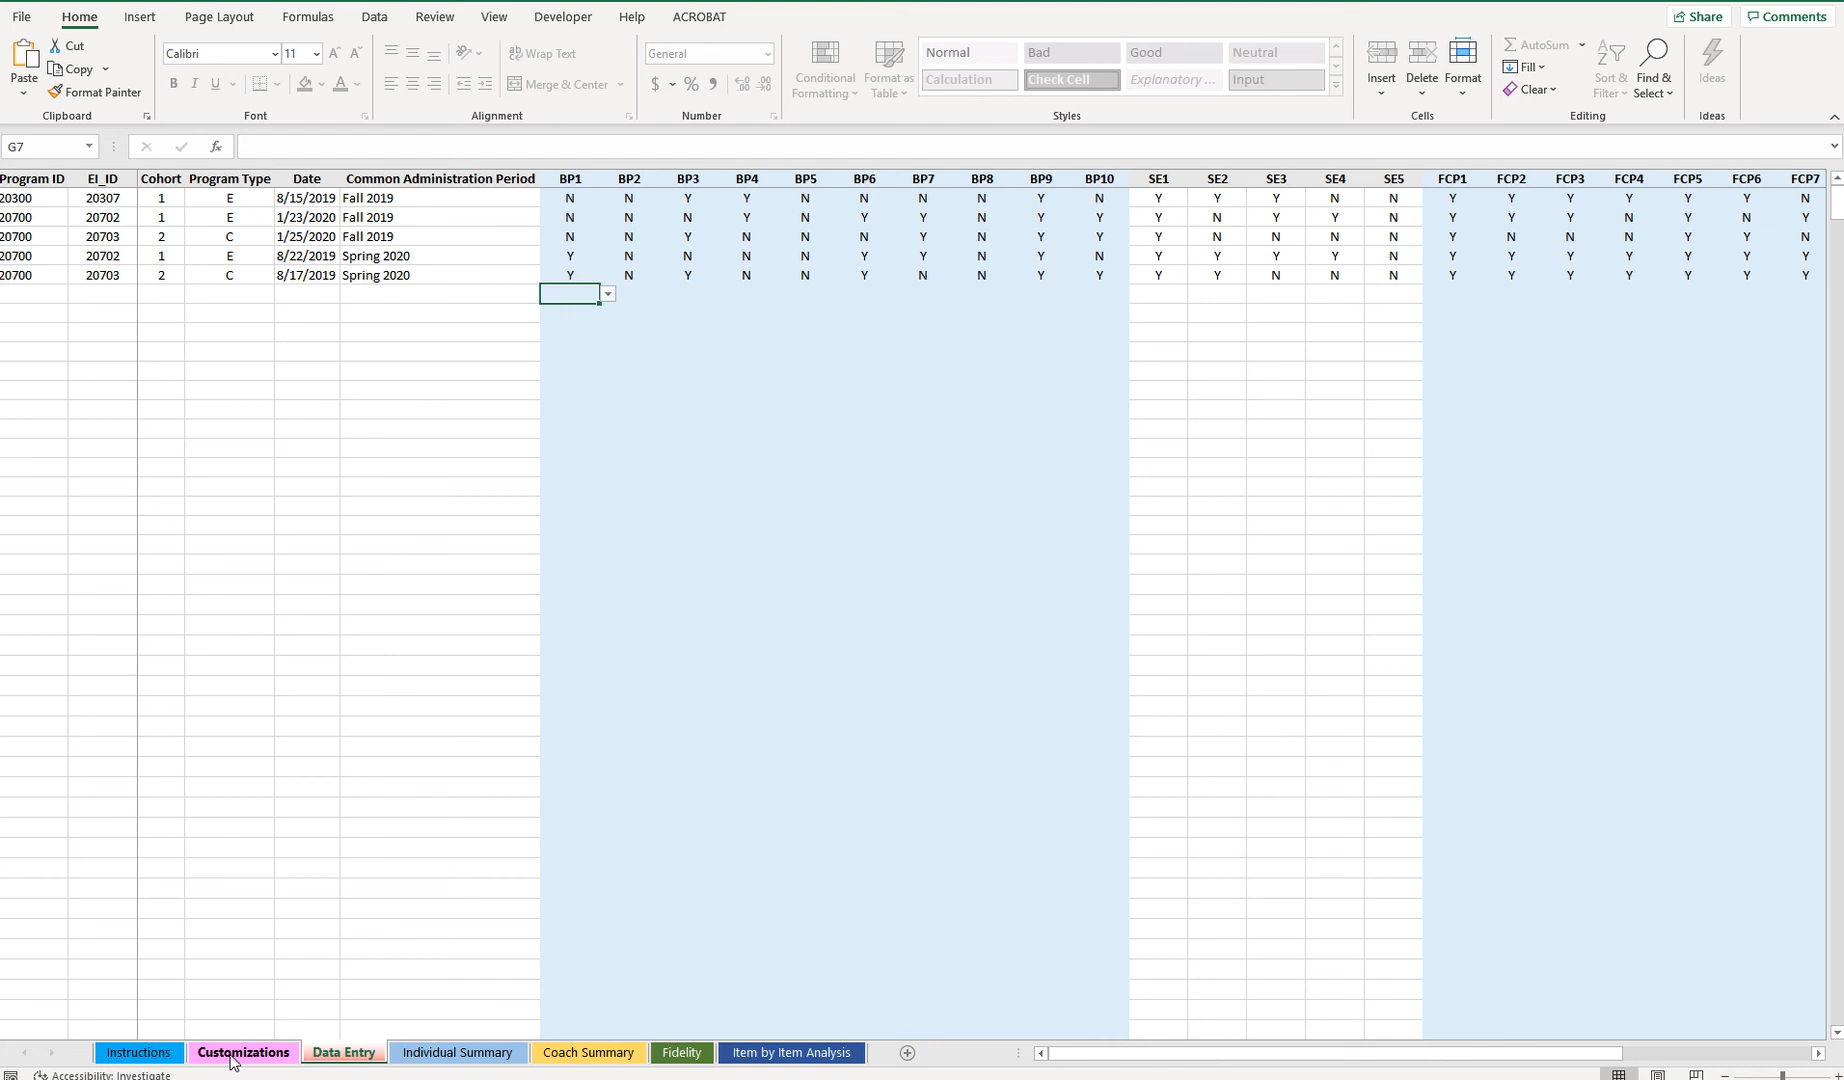 File Home Insert Page Layout Formulas Data Review View Developer Help ACROBAT Share Comments
Paste Cut Copy Format Painter Clipboard
Calibri 11 A A B I U A Font
ab Wrap Text Merge & Center Alignment
General $ % Number
Conditional Formatting Format as Table Normal Bad Good Neutral
Calculation Check Cell Explanatory ... Input Styles
Insert Delete Format Cells
AutoSum Fill Clear Sort & Filter Find & Select Editing
Ideas Ideas
G7 fx
Program ID EI_ID Cohort Program Type Date Common Administration Period BP1 BP2 BP3 BP4 BP5 BP6 BP7 BP8 BP9 BP10 SE1 SE2 SE3 SE4 SE5 FCP1 FCP2 FCP3 FCP4 FCP5 FCP6 FCP7
20300 20307 1 E 8/15/2019 Fall 2019 N N Y Y N N N N Y N Y Y Y N N Y Y Y Y Y Y N
20700 20702 1 E 1/23/2020 Fall 2019 N N N Y N Y Y N Y Y Y N Y Y N Y Y Y N Y N Y
20700 20703 2 C 1/25/2020 Fall 2019 N N Y N N N Y N Y Y Y N N N N Y N N N Y Y N
20700 20702 1 E 8/22/2019 Spring 2020 Y N N N N Y Y N Y N Y Y Y Y N Y Y Y Y Y Y Y
20700 20703 2 C 8/17/2019 Spring 2020 Y N Y N N Y N N Y Y Y Y N N N Y Y Y Y Y Y Y
Instructions Customizations Data Entry Individual Summary Coach Summary Fidelity Item by Item Analysis
Accessibility: Investigate